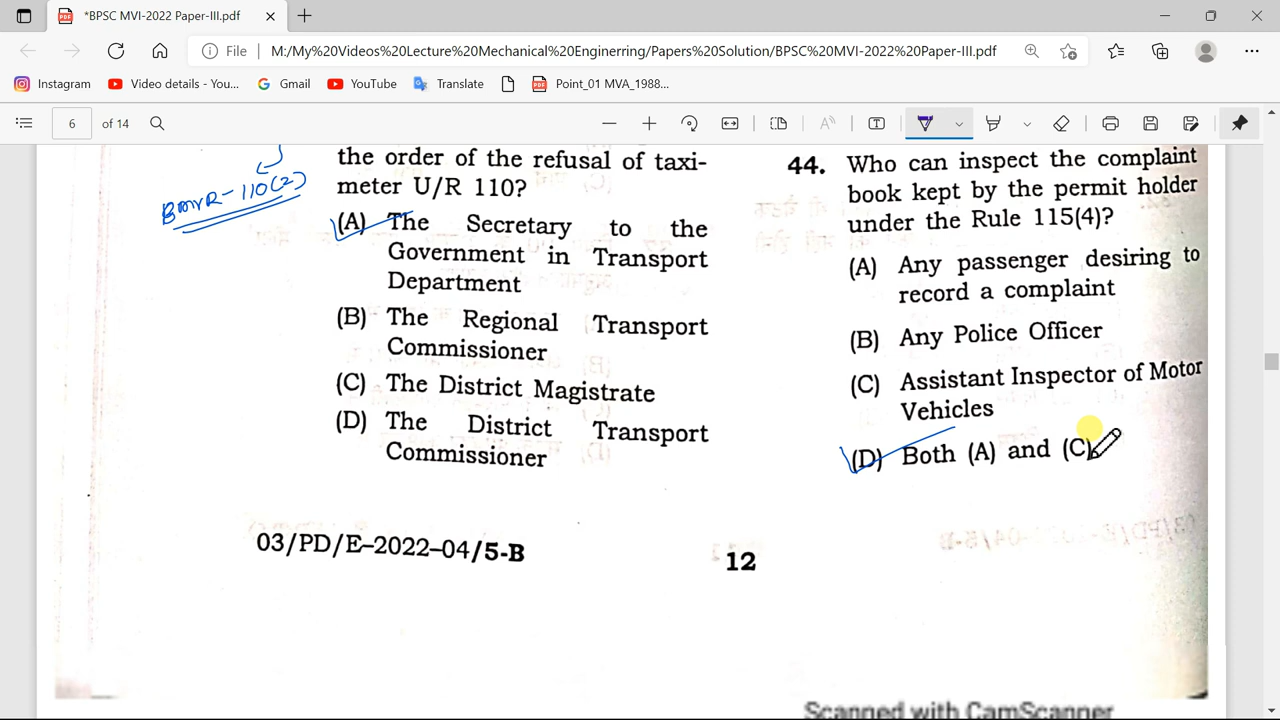 *BPSC MVI-2022 Paper-III.pdf
File
M:/My%20Videos%20Lecture%20Mechanical%20Enginerring/Papers%20Solution/BPSC%20MVI-2022%20Paper-III.pdf
Instagram
Video details - You...
Gmail
YouTube
Translate
Point_01 MVA_1988...
6 of 14
BMVR-110(2)
the order of the refusal of taxi-
meter U/R 110?
(A) The Secretary to the
Government in Transport
Department
(B) The Regional Transport
Commissioner
(C) The District Magistrate
(D) The District Transport
Commissioner
44. Who can inspect the complaint
book kept by the permit holder
under the Rule 115(4)?
(A) Any passenger desiring to
record a complaint
(B) Any Police Officer
(C) Assistant Inspector of Motor
Vehicles
(D) Both (A) and (C)
03/PD/E-2022-04/5-B
12
Scanned with CamScanner